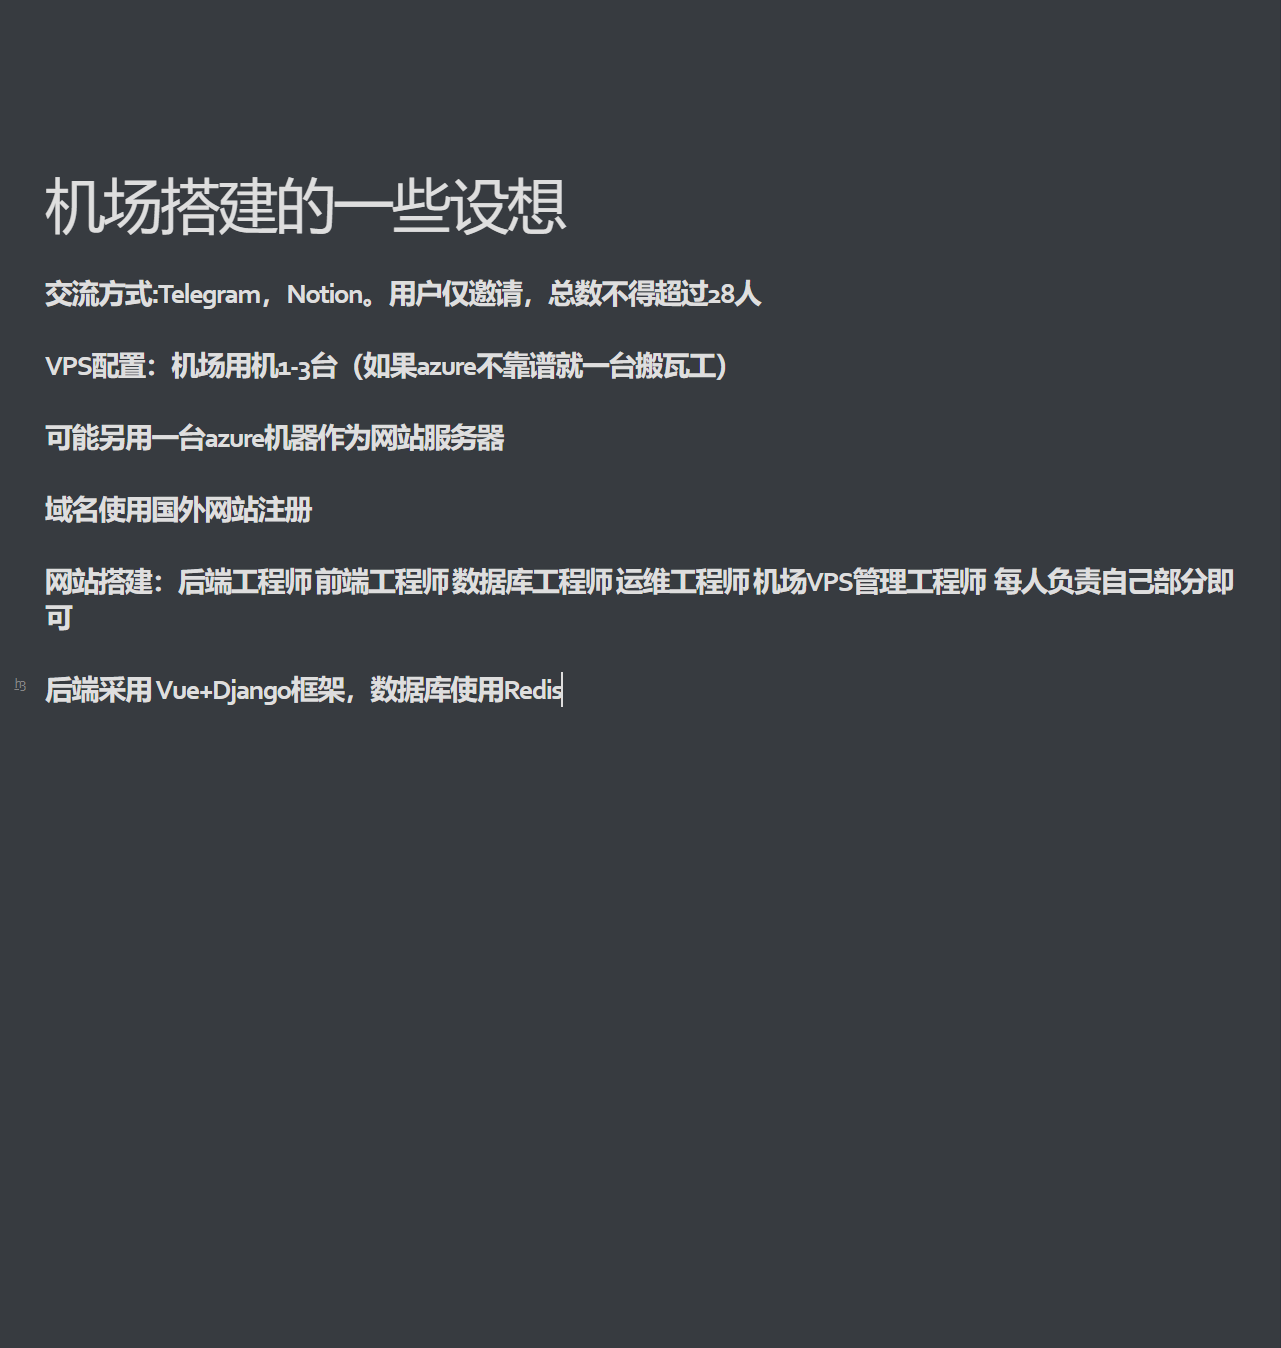 机场搭建的一些设想
交流方式:Telegram，Notion。用户仅邀请，总数不得超过28人
VPS配置：机场用机1-3台（如果azure不靠谱就一台搬瓦工）
可能另用一台azure机器作为网站服务器
域名使用国外网站注册
网站搭建：后端工程师 前端工程师 数据库工程师 运维工程师 机场VPS管理工程师 每人负责自己部分即
可
h3
后端采用 Vue+Django框架，数据库使用Redis